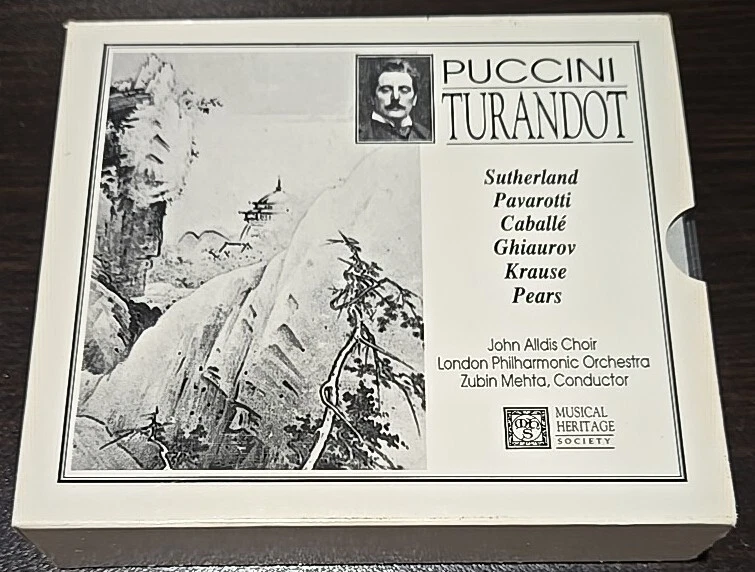 PUCCINI
TURANDOT
Sutherland
Pavarotti
Caballé
Ghiaurov
Krause
Pears
John Alldis Choir
London Philharmonic Orchestra
Zubin Mehta, Conductor
MUSICAL
HERITAGE
SOCIETY